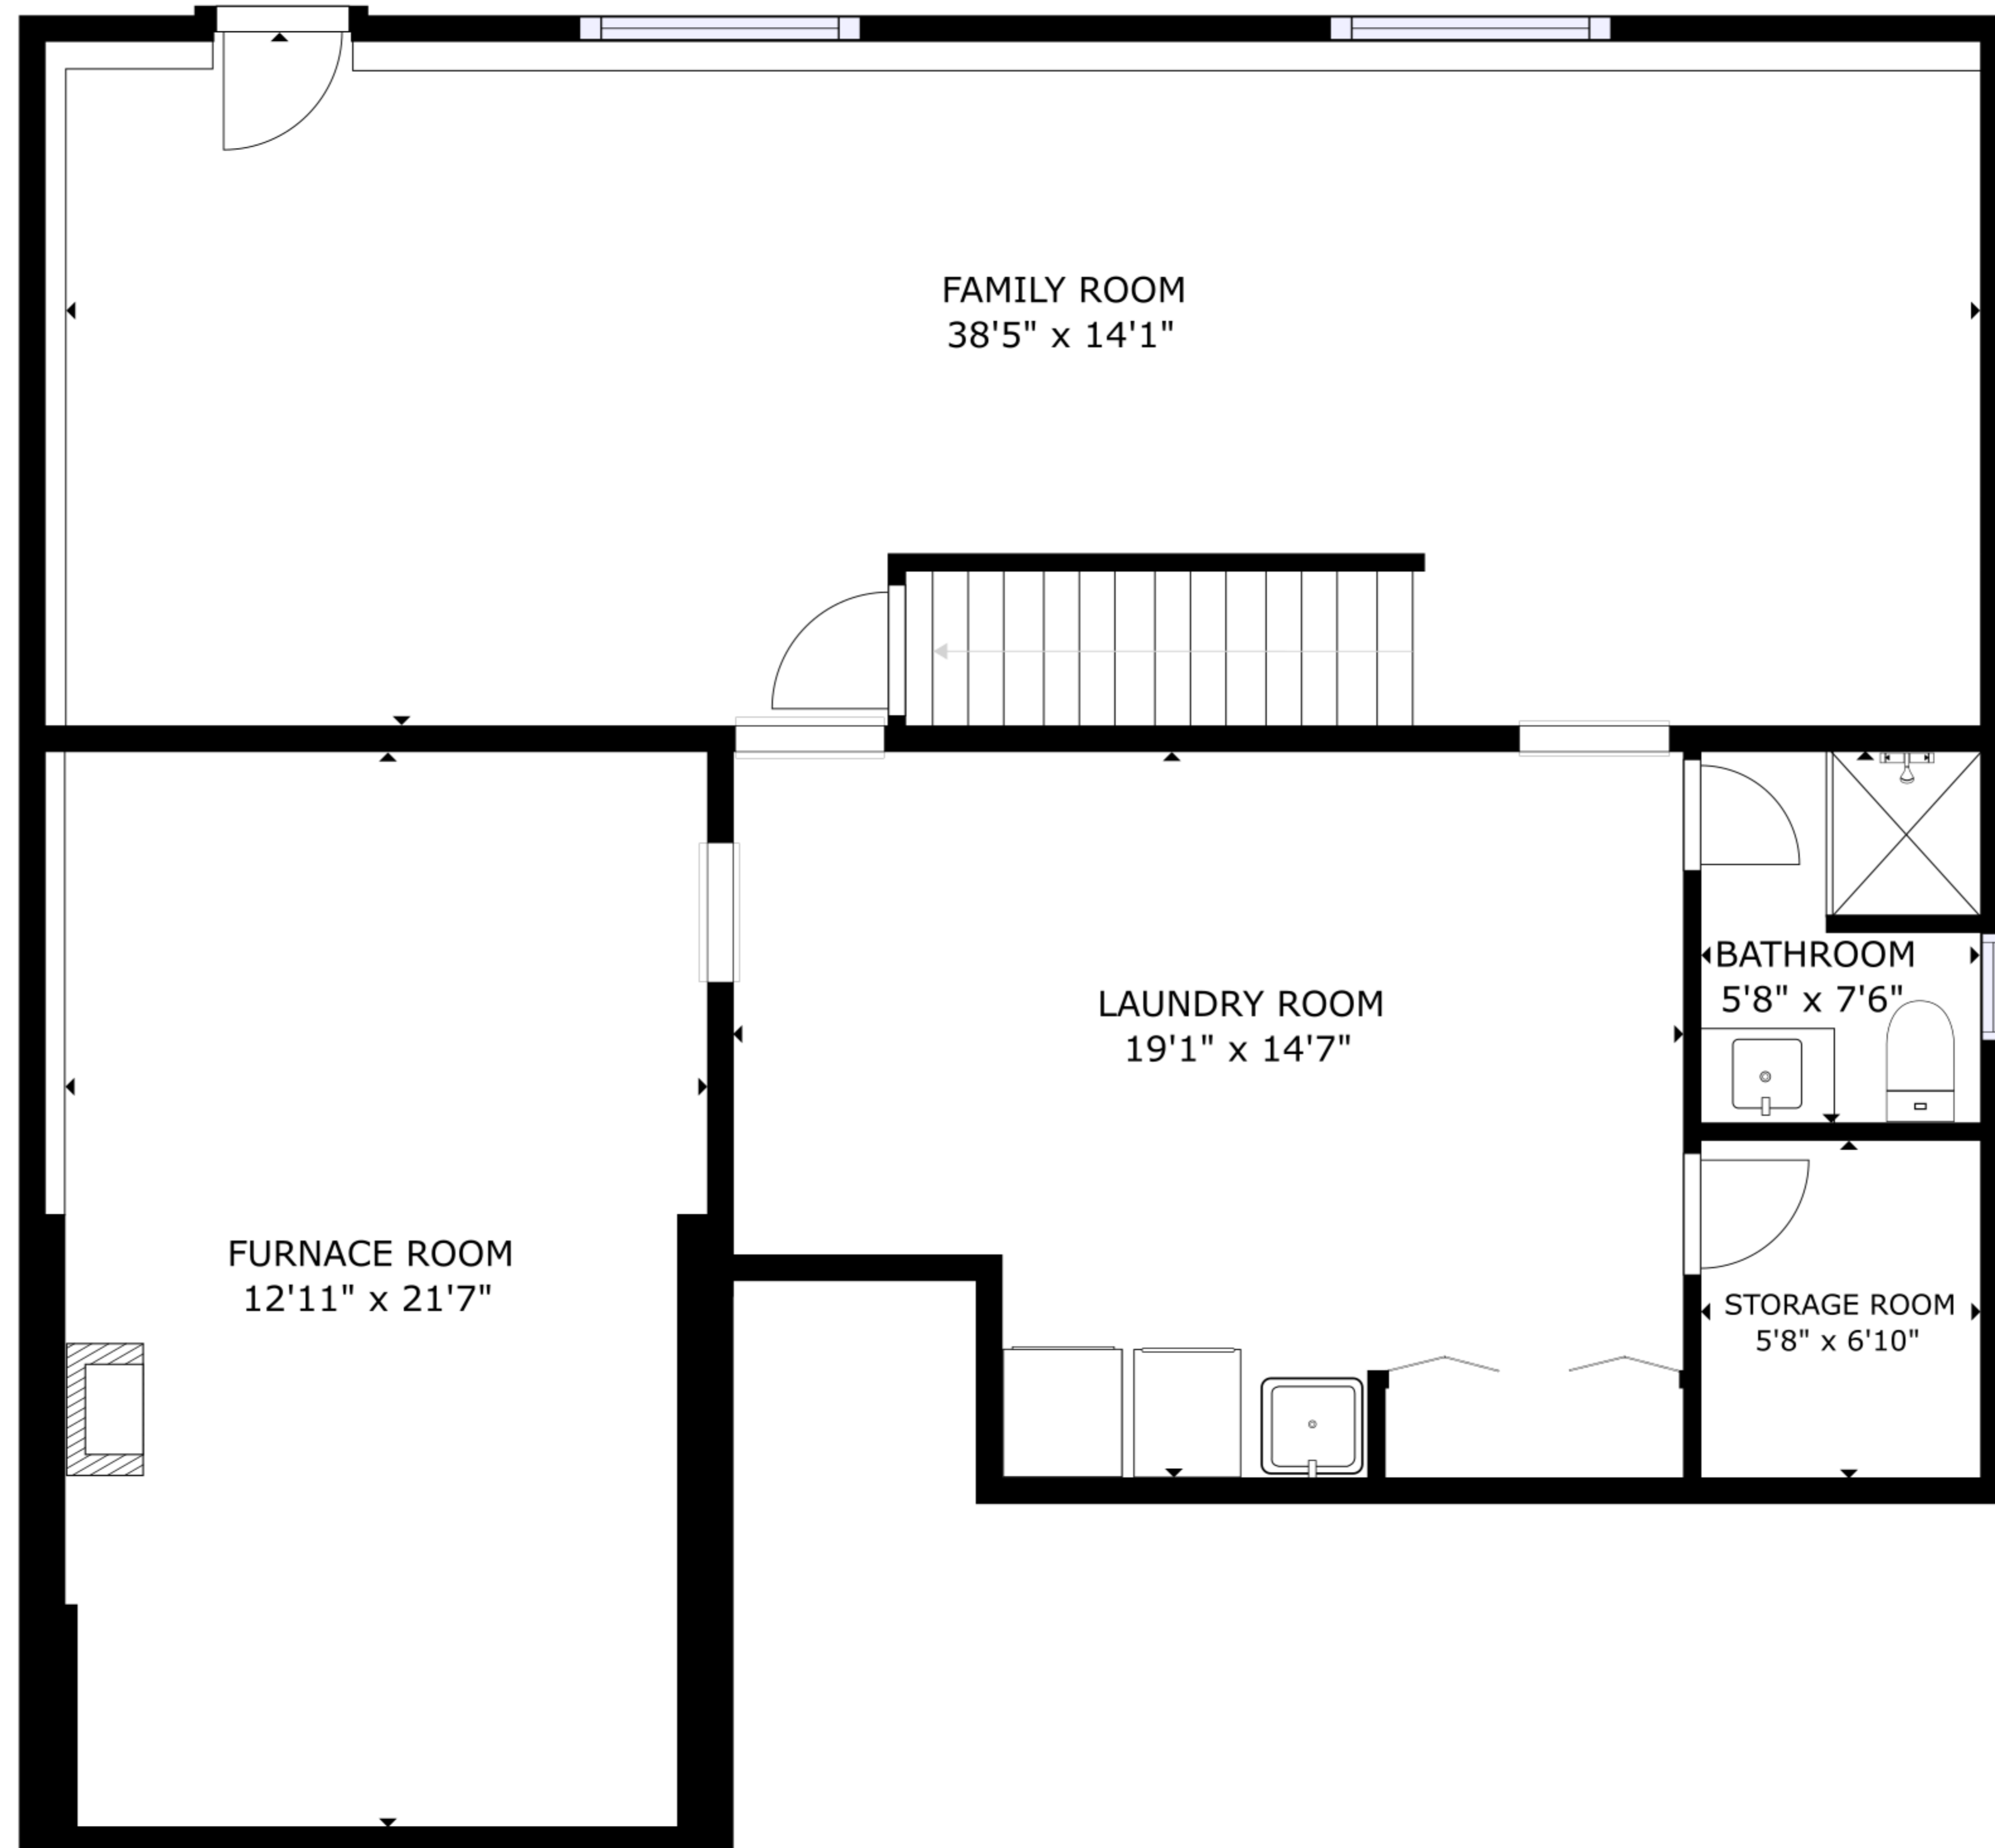 FAMILY ROOM
38'5" x 14'1"
BATHROOM
5'8" x 7'6"
LAUNDRY ROOM
19'1" x 14'7"
FURNACE ROOM
12'11" x 21'7"
STORAGE ROOM
5'8" x 6'10"